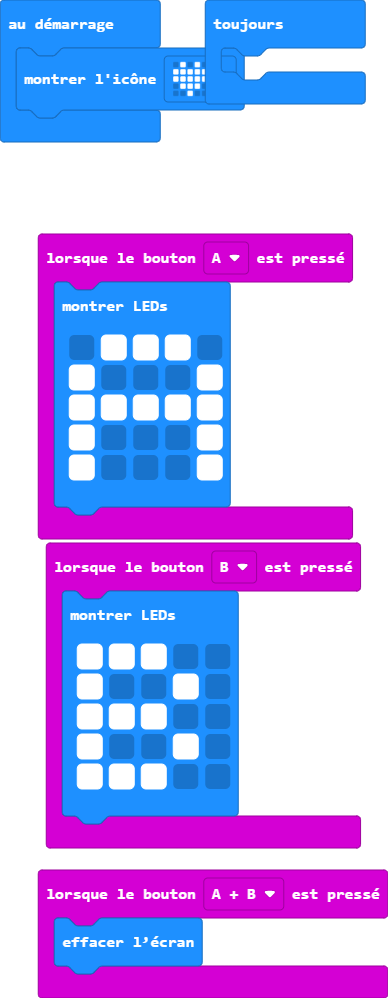 au démarrage
toujours
montrer l'icône
lorsque le bouton A est pressé
montrer LEDs
lorsque le bouton B est pressé
montrer LEDs
lorsque le bouton A + B est pressé
effacer l’écran